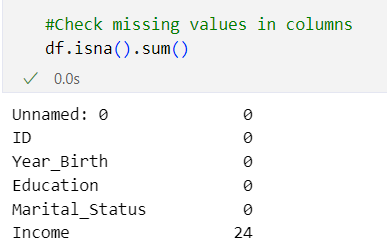 #Check missing values in columns
df.isna().sum()
0.0s
Unnamed: 0 0
ID 0
Year_Birth 0
Education 0
Marital_Status 0
Income 24